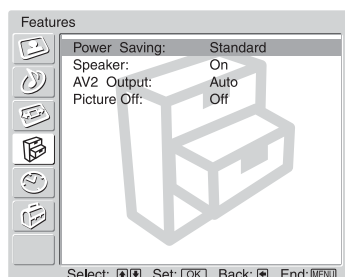 Features
Power Saving: Standard
Speaker: On
AV2 Output: Auto
Picture Off: Off
Select: Set: OK Back: End: MENU